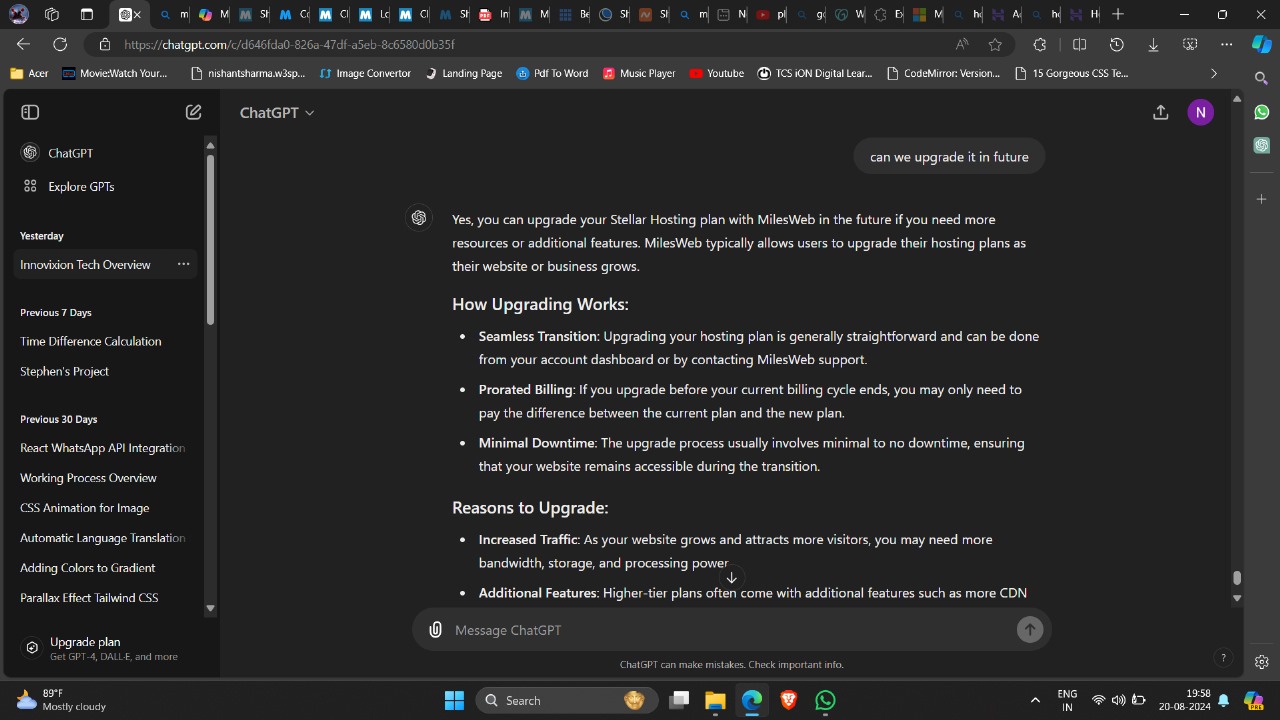 https://chatgpt.com/c/d646fda0-826a-47df-a5eb-8c6580d0b35f
Acer
Movie:Watch Your...
nishantsharma.w3sp...
Image Convertor
Landing Page
Pdf To Word
Music Player
Youtube
TCS iON Digital Lear...
CodeMirror: Version...
15 Gorgeous CSS Te...
ChatGPT
N
ChatGPT
Explore GPTs
Yesterday
Innovixion Tech Overview
Previous 7 Days
Time Difference Calculation
Stephen's Project
Previous 30 Days
React WhatsApp API Integration
Working Process Overview
CSS Animation for Image
Automatic Language Translation
Adding Colors to Gradient
Parallax Effect Tailwind CSS
Upgrade plan
Get GPT-4, DALL·E, and more
can we upgrade it in future
Yes, you can upgrade your Stellar Hosting plan with MilesWeb in the future if you need more
resources or additional features. MilesWeb typically allows users to upgrade their hosting plans as
their website or business grows.
How Upgrading Works:
• Seamless Transition: Upgrading your hosting plan is generally straightforward and can be done
from your account dashboard or by contacting MilesWeb support.
• Prorated Billing: If you upgrade before your current billing cycle ends, you may only need to
pay the difference between the current plan and the new plan.
• Minimal Downtime: The upgrade process usually involves minimal to no downtime, ensuring
that your website remains accessible during the transition.
Reasons to Upgrade:
• Increased Traffic: As your website grows and attracts more visitors, you may need more
bandwidth, storage, and processing power
• Additional Features: Higher-tier plans often come with additional features such as more CDN
Message ChatGPT
ChatGPT can make mistakes. Check important info.
?
89°F
Mostly cloudy
Search
ENG
IN
19:58
20-08-2024